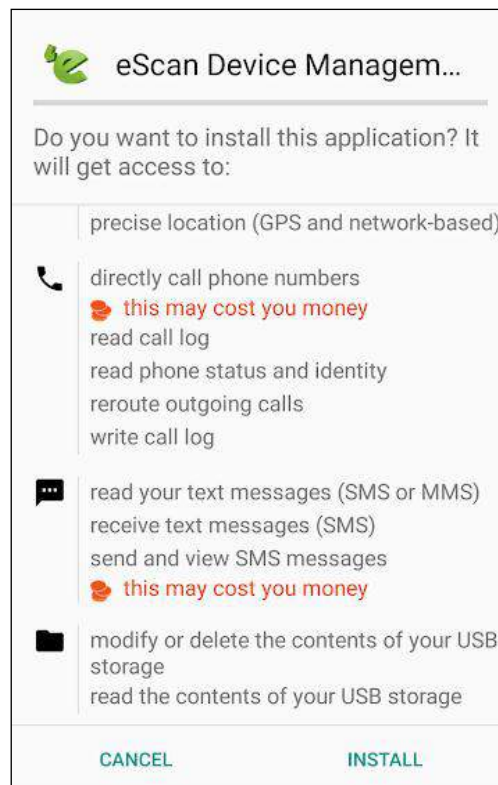 eScan Device Managem...
Do you want to install this application? It
will get access to:
precise location (GPS and network-based)
directly call phone numbers
this may cost you money
read call log
read phone status and identity
reroute outgoing calls
write call log
read your text messages (SMS or MMS)
receive text messages (SMS)
send and view SMS messages
this may cost you money
modify or delete the contents of your USB
storage
read the contents of your USB storage
CANCEL INSTALL